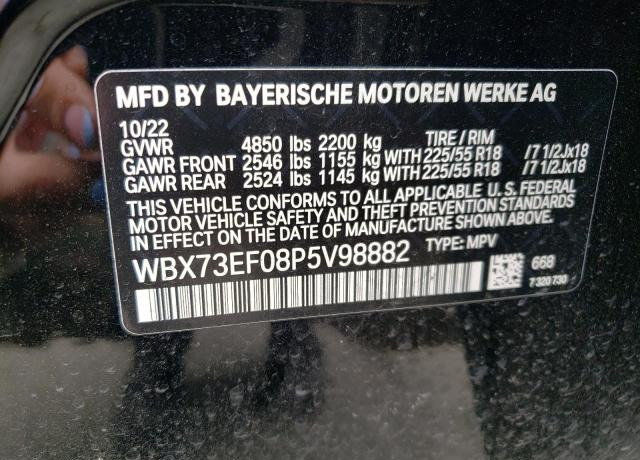 MFD BY BAYERISCHE MOTOREN WERKE AG
10/22
GVWR 4850 lbs 2200 kg TIRE / RIM
GAWR FRONT 2546 lbs 1155 kg WITH 225/55 R18 /7 1/2Jx18
GAWR REAR 2524 lbs 1145 kg WITH 225/55 R18 /7 1/2Jx18
THIS VEHICLE CONFORMS TO ALL APPLICABLE U. S. FEDERAL
MOTOR VEHICLE SAFETY AND THEFT PREVENTION STANDARDS
IN EFFECT ON THE DATE OF MANUFACTURE SHOWN ABOVE.
WBX73EF08P5V98882 TYPE: MPV
668
7 320 730